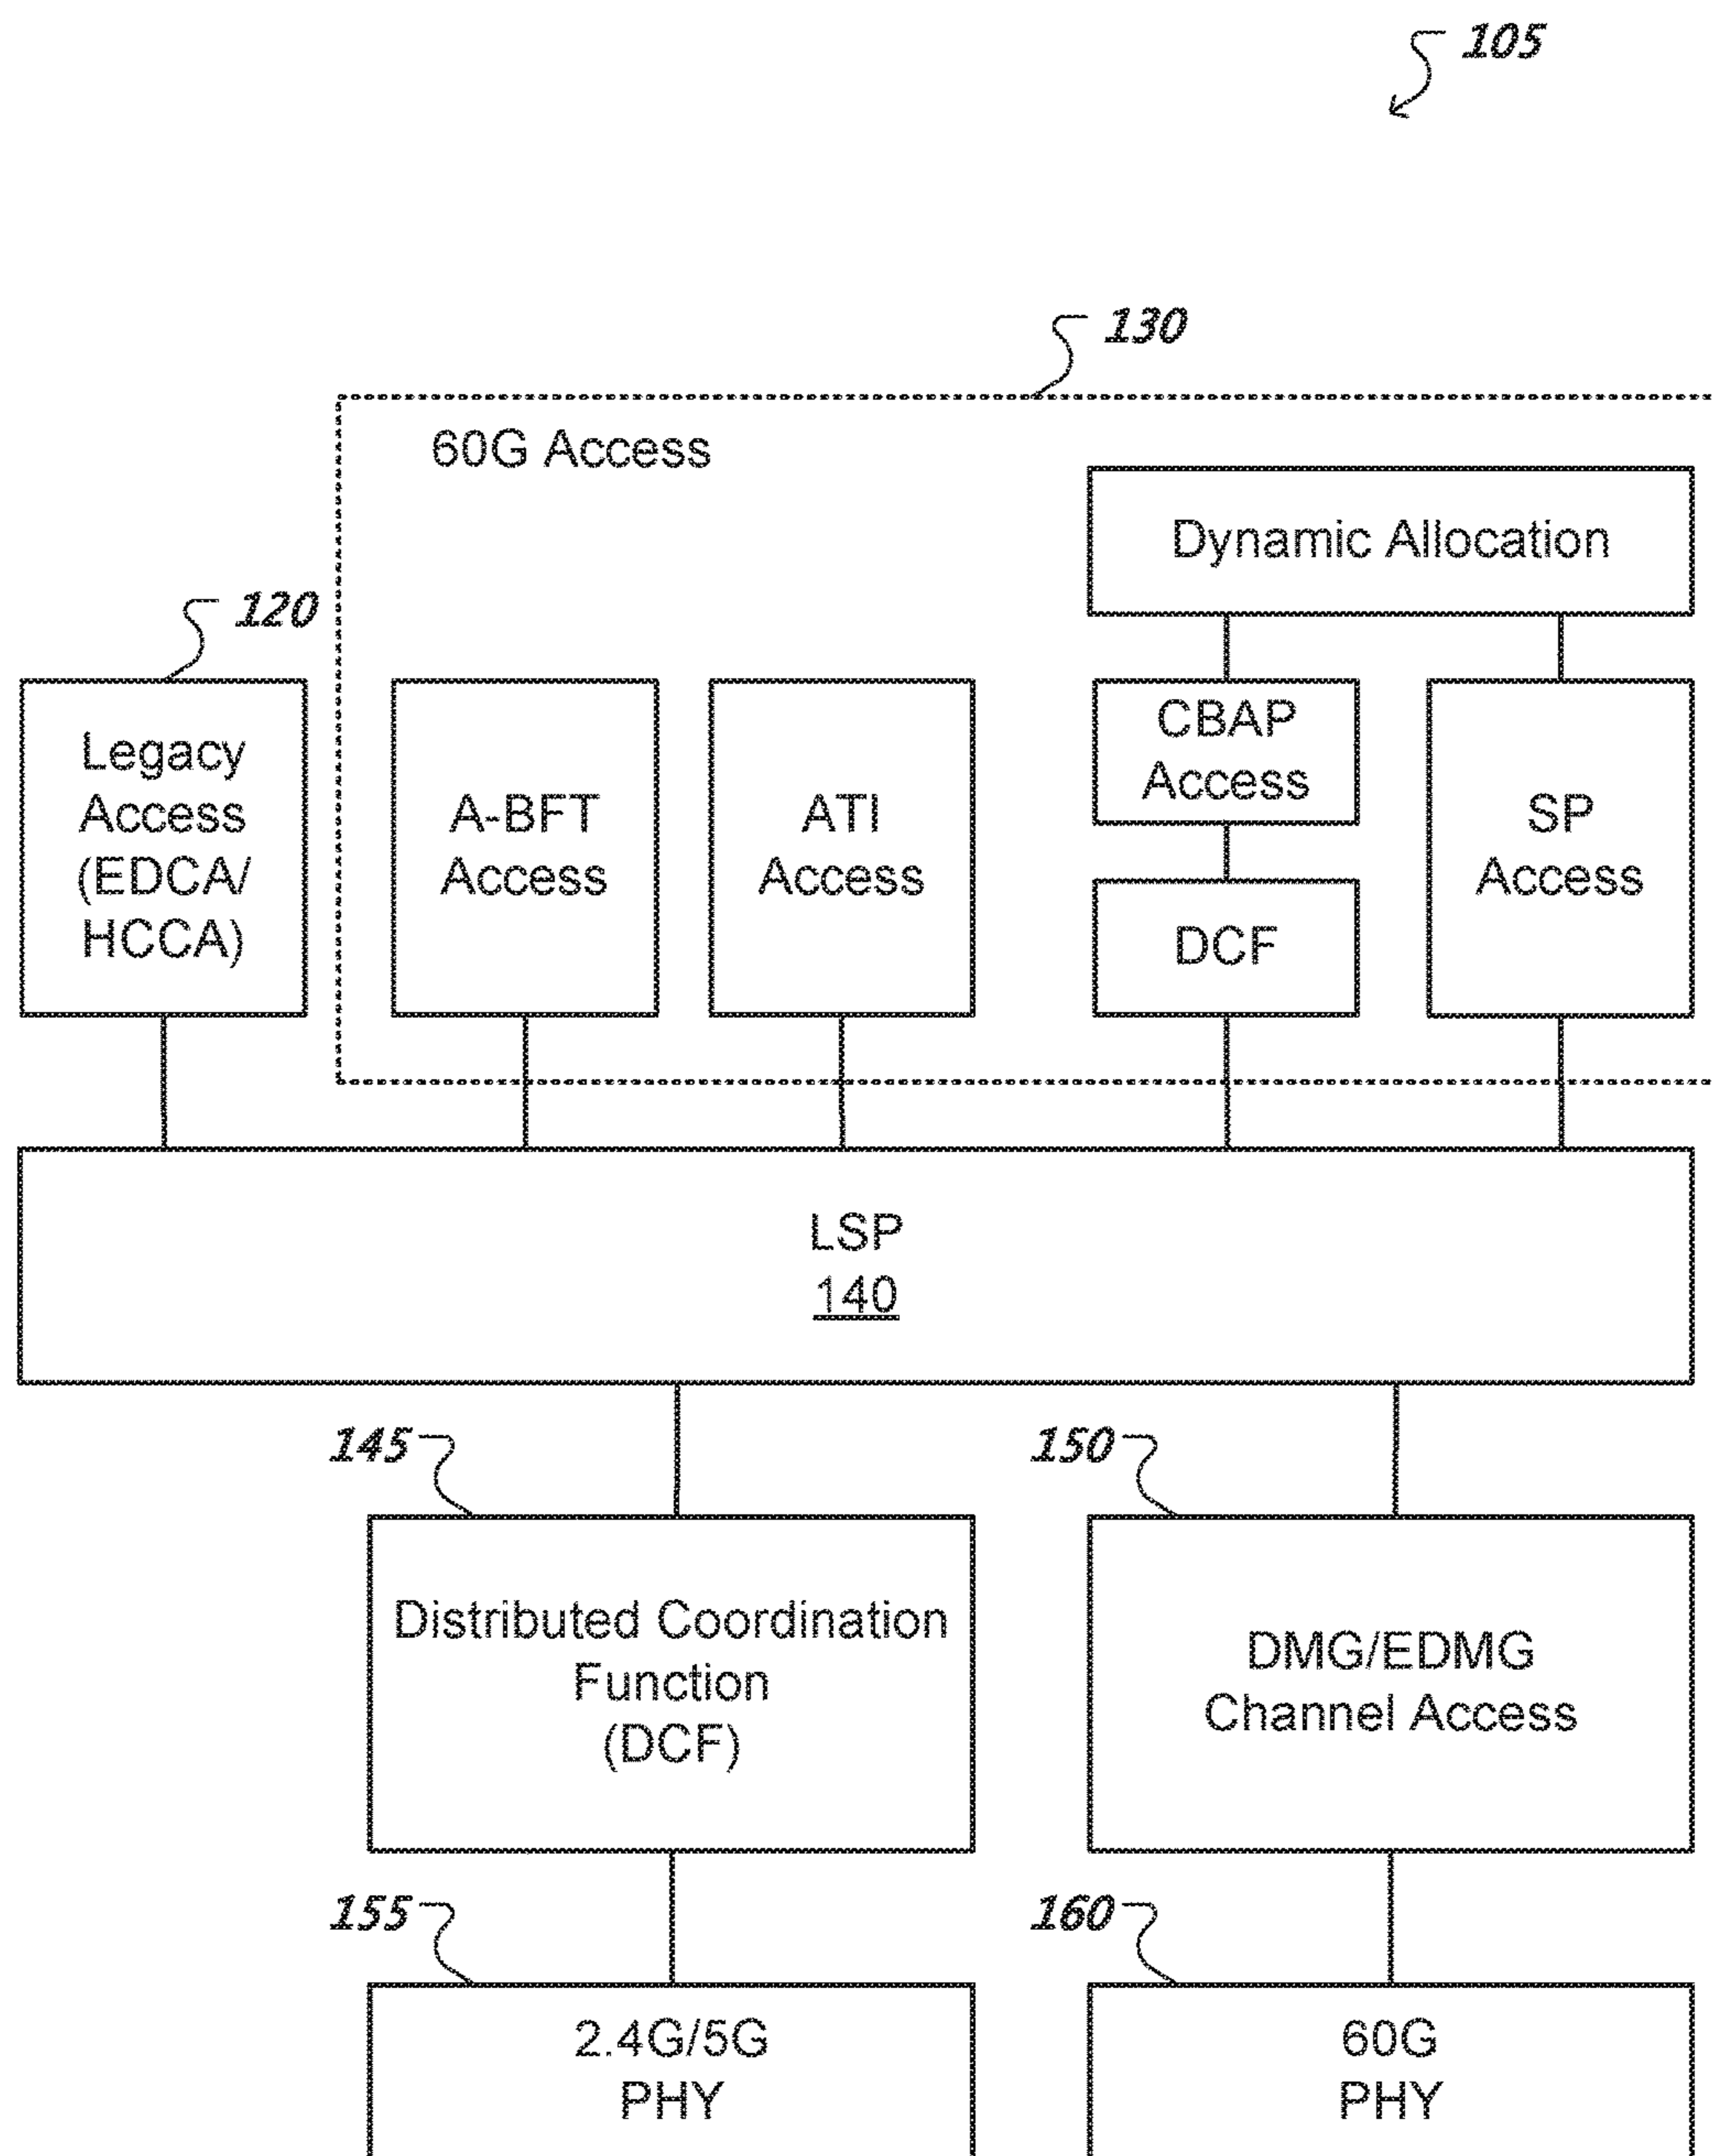 105
130
60G Access
Dynamic Allocation
120
Legacy
Access
(EDCA/
HCCA)
A-BFT
Access
ATI
Access
CBAP
Access
DCF
SP
Access
LSP
140
145
150
Distributed Coordination
Function
(DCF)
DMG/EDMG
Channel Access
155
160
2.4G/5G
PHY
60G
PHY